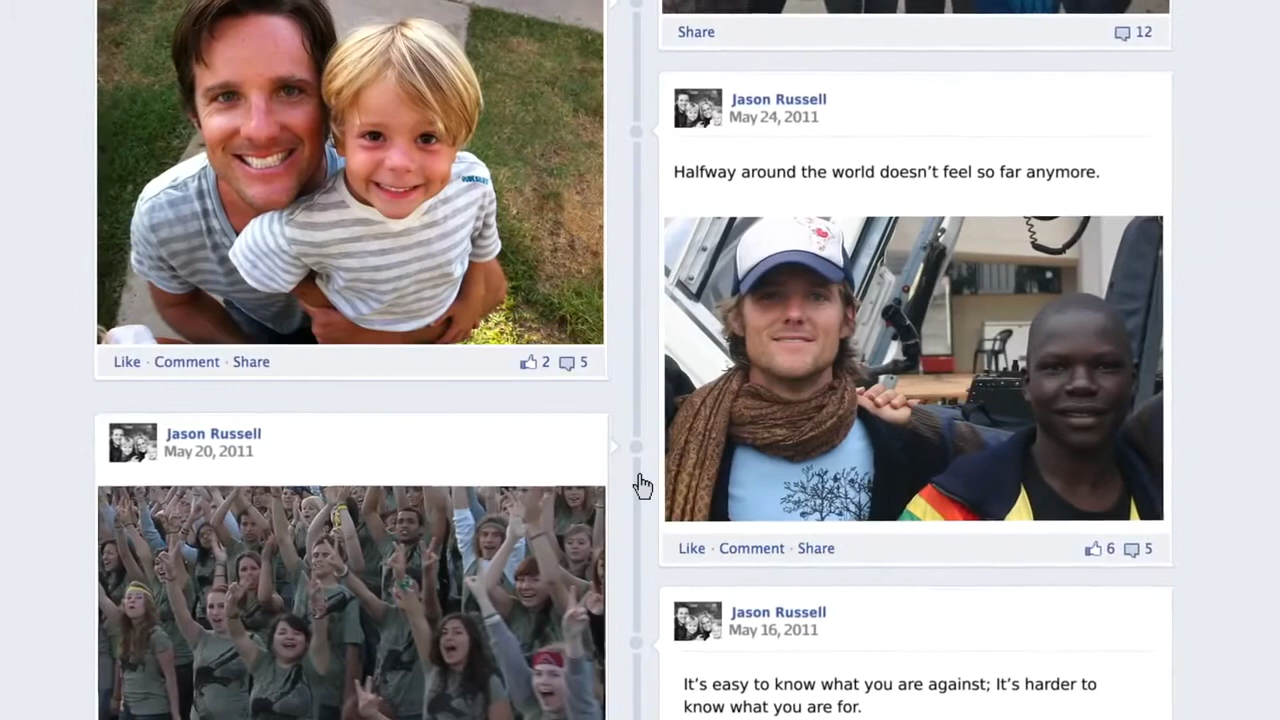 Like · Comment · Share
2
5
Jason Russell
May 20, 2011
Share
12
Jason Russell
May 24, 2011
Halfway around the world doesn’t feel so far anymore.
Like · Comment · Share
6
5
Jason Russell
May 16, 2011
It’s easy to know what you are against; It’s harder to
know what you are for.